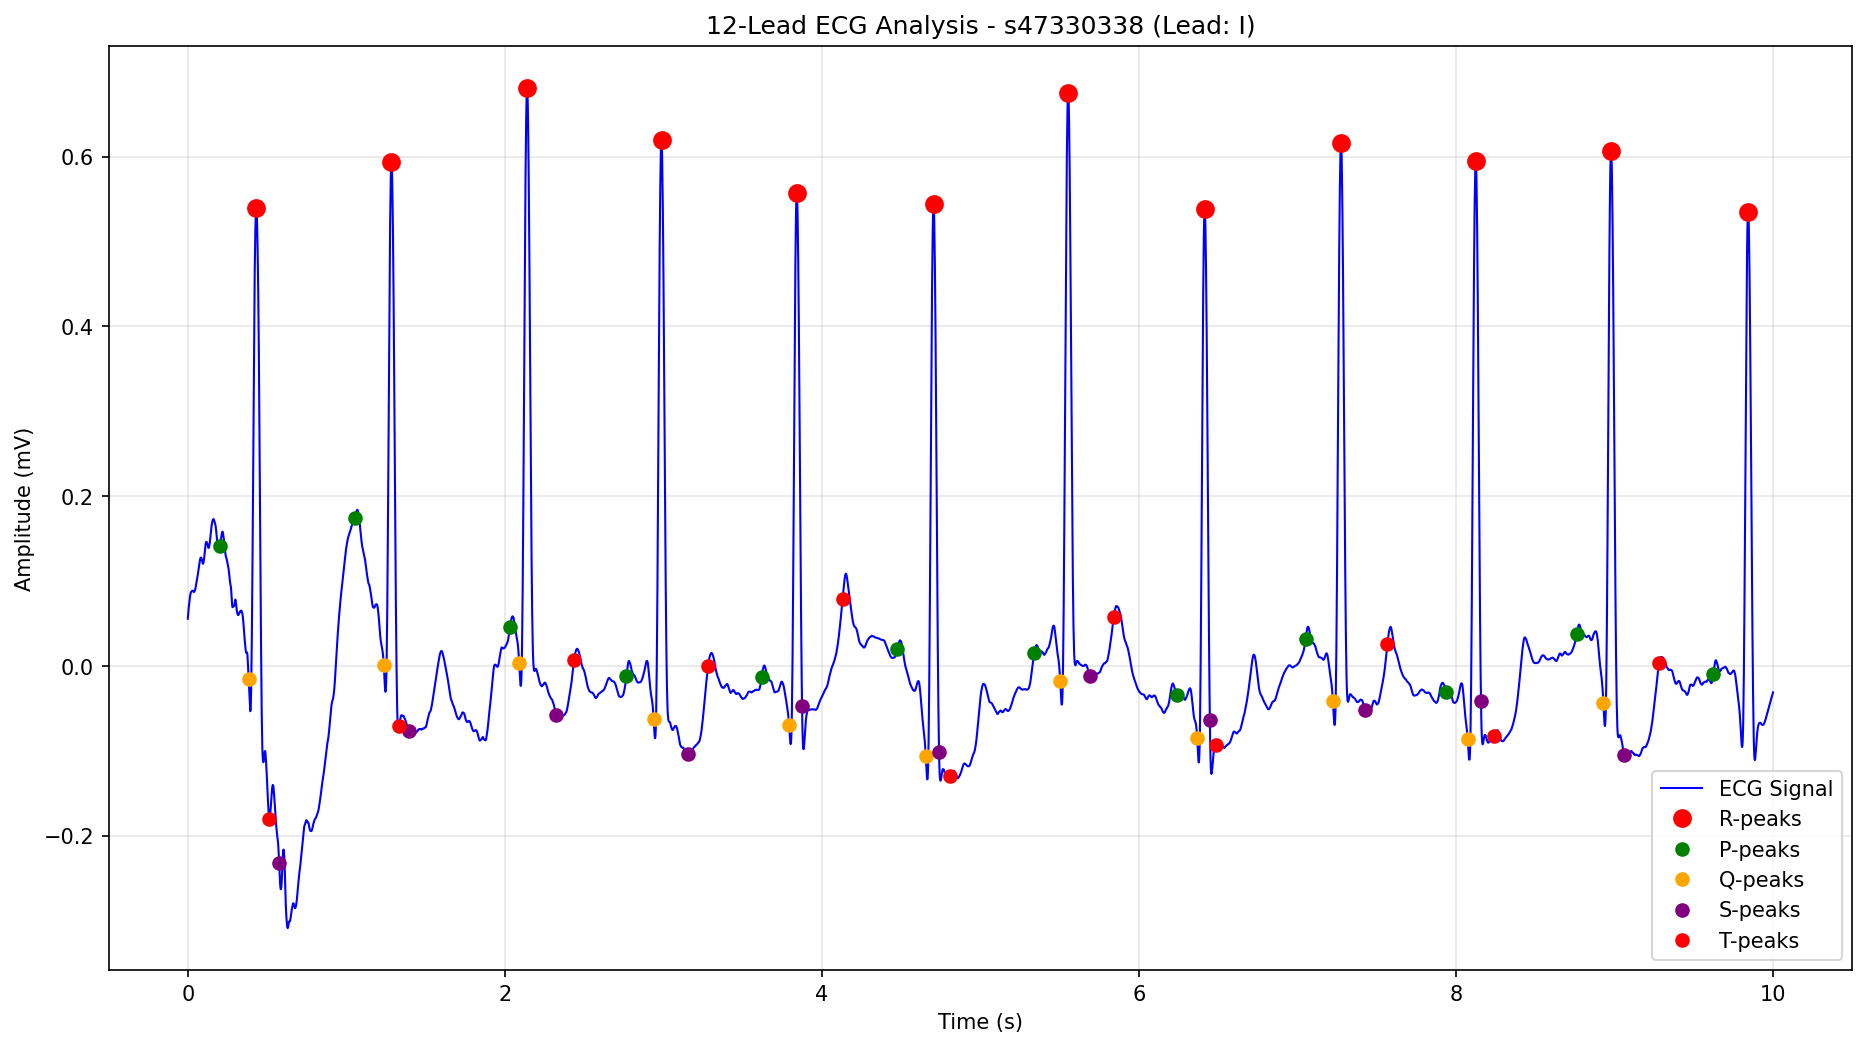 12-Lead ECG Analysis - s47330338 (Lead: I)
Amplitude (mV)
0.6
0.4
0.2
0.0
−0.2
0
2
4
6
8
10
Time (s)
ECG Signal
R-peaks
P-peaks
Q-peaks
S-peaks
T-peaks